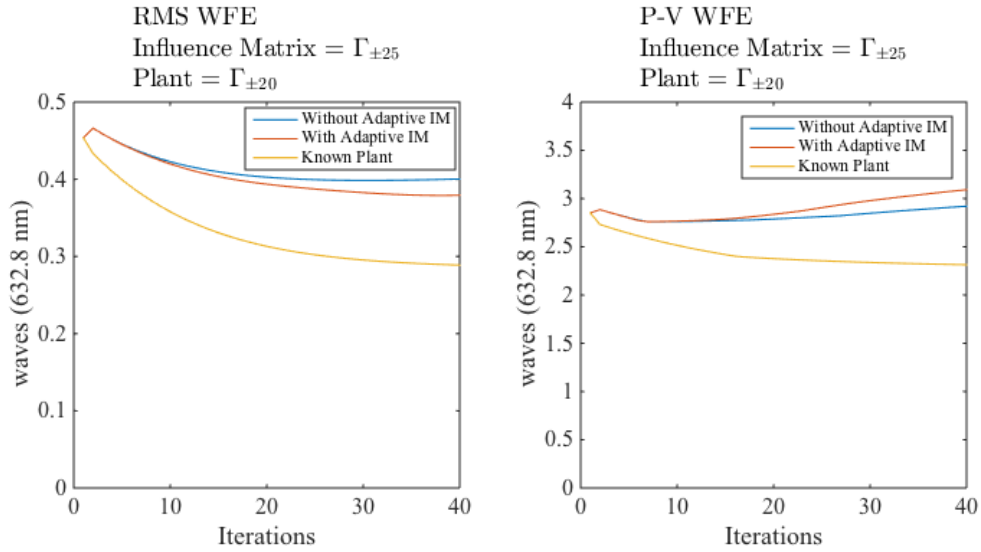 RMS WFE
Influence Matrix = Γ±25
Plant = Γ±20
0.5
0.4
0.3
0.2
0.1
0
waves (632.8 nm)
Without Adaptive IM
With Adaptive IM
Known Plant
0
10
20
30
40
Iterations
P-V WFE
Influence Matrix = Γ±25
Plant = Γ±20
4
3.5
3
2.5
2
1.5
1
0.5
0
waves (632.8 nm)
Without Adaptive IM
With Adaptive IM
Known Plant
0
10
20
30
40
Iterations